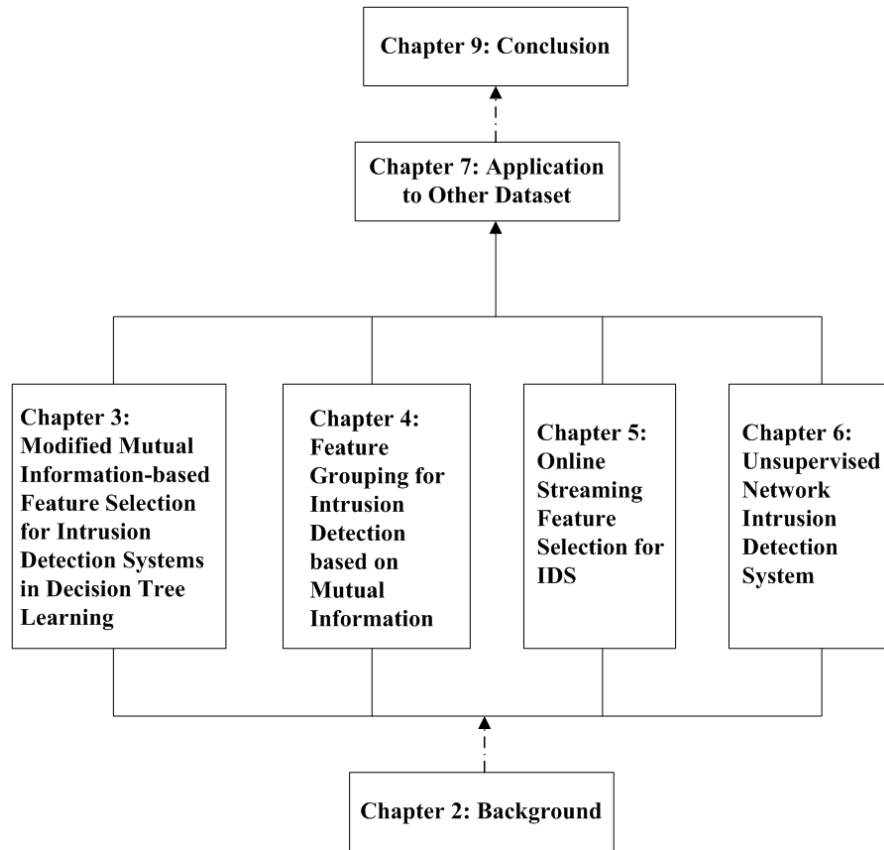 Chapter 9: Conclusion
Chapter 7: Application
to Other Dataset
Chapter 3:
Modified Mutual
Information-based
Feature Selection
for Intrusion
Detection Systems
in Decision Tree
Learning
Chapter 4:
Feature
Grouping for
Intrusion
Detection
based on
Mutual
Information
Chapter 5:
Online
Streaming
Feature
Selection for
IDS
Chapter 6:
Unsupervised
Network
Intrusion
Detection
System
Chapter 2: Background